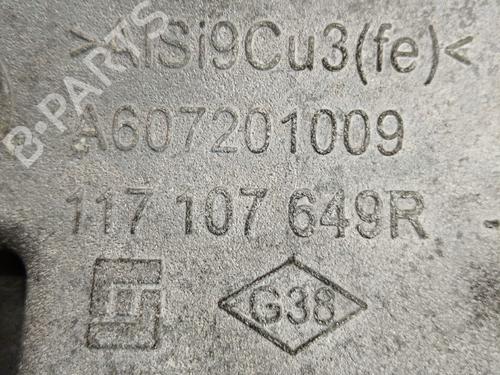 >AlSi9Cu3(fe)<
A607201009
117 107 649R
G38
B-PARTS